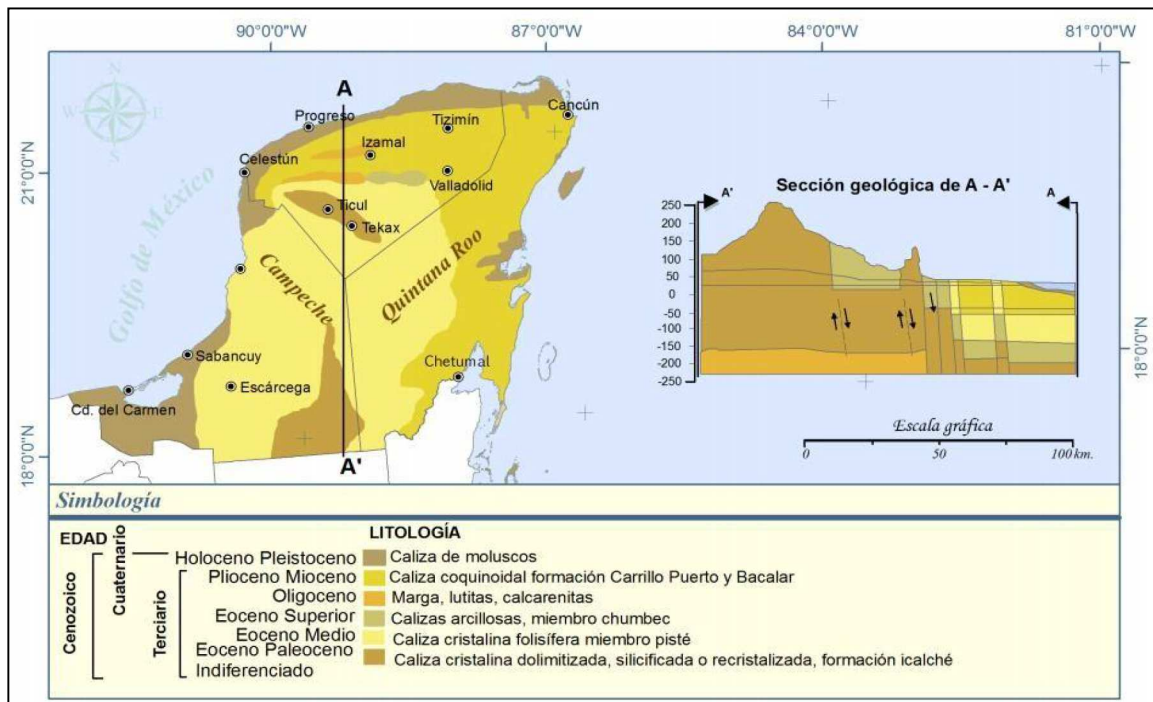 90°0'0"W 87°0'0"W 84°0'0"W 81°0'0"W
N
W E
S
A
Progreso
Cancún
Tizimín
Izamal
Celestún
21°0'0"N
Valladolid
Ticul
Tekax
Golfo de México
Campeche
Quintana Roo
Sabancuy
Chetumal
Escárcega
Cd. del Carmen
18°0'0"N
A'
Sección geológica de A - A'
A' A
250
200
150
100
50
0
-50
-100
-150
-200
-250
18°0'0"N
Escala gráfica
0 50 100 km.
Simbología
EDAD LITOLOGÍA
Cenozoico
Cuaternario
Terciario
Holoceno Pleistoceno Caliza de moluscos
Plioceno Mioceno Caliza coquinoidal formación Carrillo Puerto y Bacalar
Oligoceno Marga, lutitas, calcarenitas
Eoceno Superior Calizas arcillosas, miembro chumbec
Eoceno Medio Caliza cristalina folisífera miembro pisté
Eoceno Paleoceno Caliza cristalina dolimitizada, silicificada o recristalizada, formación icalché
Indiferenciado